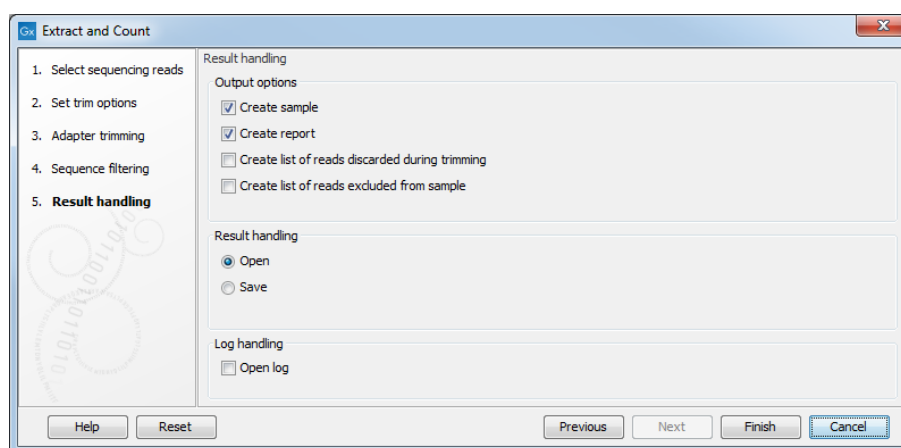 Gx Extract and Count
1. Select sequencing reads
2. Set trim options
3. Adapter trimming
4. Sequence filtering
5. Result handling
Result handling
Output options
Create sample
Create report
Create list of reads discarded during trimming
Create list of reads excluded from sample
Result handling
Open
Save
Log handling
Open log
Help Reset Previous Next Finish Cancel